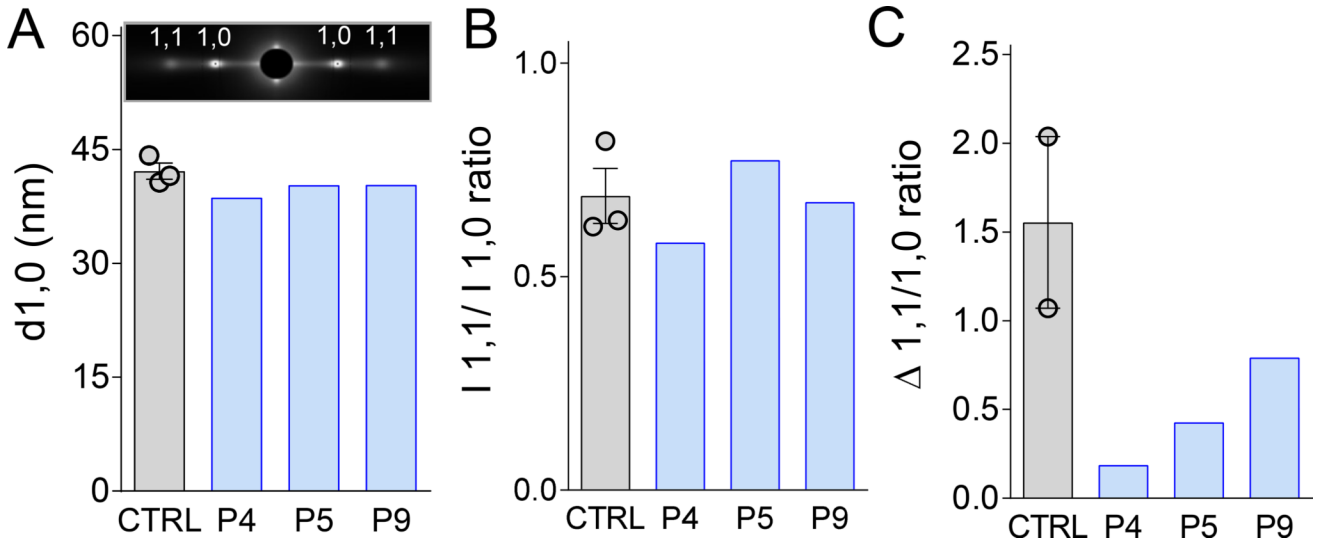 A
60
45
30
15
0
d1,0 (nm)
1,1 1,0 1,0 1,1
CTRL P4 P5 P9
B
1.0
0.5
0.0
I 1,1/ I 1,0 ratio
CTRL P4 P5 P9
C
2.5
2.0
1.5
1.0
0.5
0.0
Δ 1,1/1,0 ratio
CTRL P4 P5 P9